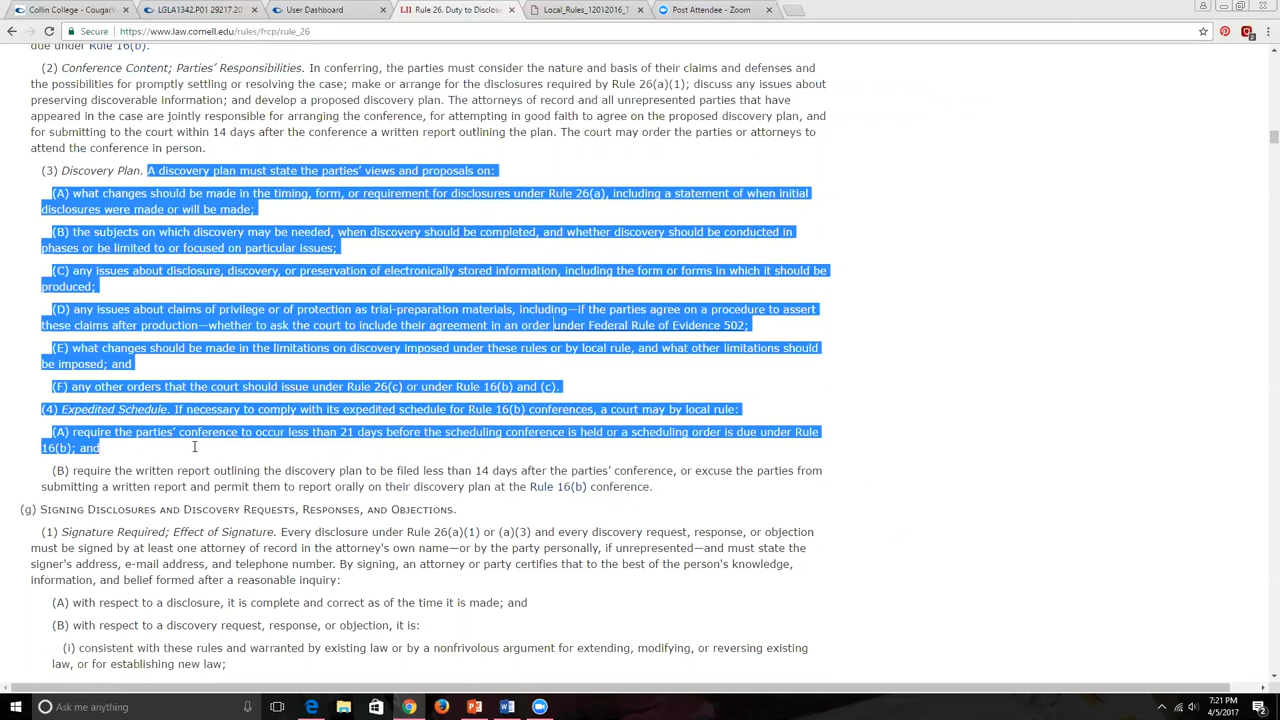 Collin College - CougarW
LGLA1342.P01 29217.20
User Dashboard
LII Rule 26. Duty to Disclose
Local_Rules_12012016_T
Post Attendee - Zoom
Secure https://www.law.cornell.edu/rules/frcp/rule_26
due under Rule 16(b).
(2) Conference Content; Parties’ Responsibilities. In conferring, the parties must consider the nature and basis of their claims and defenses and
the possibilities for promptly settling or resolving the case; make or arrange for the disclosures required by Rule 26(a)(1); discuss any issues about
preserving discoverable information; and develop a proposed discovery plan. The attorneys of record and all unrepresented parties that have
appeared in the case are jointly responsible for arranging the conference, for attempting in good faith to agree on the proposed discovery plan, and
for submitting to the court within 14 days after the conference a written report outlining the plan. The court may order the parties or attorneys to
attend the conference in person.
(3) Discovery Plan. A discovery plan must state the parties’ views and proposals on:
(A) what changes should be made in the timing, form, or requirement for disclosures under Rule 26(a), including a statement of when initial
disclosures were made or will be made;
(B) the subjects on which discovery may be needed, when discovery should be completed, and whether discovery should be conducted in
phases or be limited to or focused on particular issues;
(C) any issues about disclosure, discovery, or preservation of electronically stored information, including the form or forms in which it should be
produced;
(D) any issues about claims of privilege or of protection as trial-preparation materials, including—if the parties agree on a procedure to assert
these claims after production—whether to ask the court to include their agreement in an order under Federal Rule of Evidence 502;
(E) what changes should be made in the limitations on discovery imposed under these rules or by local rule, and what other limitations should
be imposed; and
(F) any other orders that the court should issue under Rule 26(c) or under Rule 16(b) and (c).
(4) Expedited Schedule. If necessary to comply with its expedited schedule for Rule 16(b) conferences, a court may by local rule:
(A) require the parties’ conference to occur less than 21 days before the scheduling conference is held or a scheduling order is due under Rule
16(b); and
(B) require the written report outlining the discovery plan to be filed less than 14 days after the parties’ conference, or excuse the parties from
submitting a written report and permit them to report orally on their discovery plan at the Rule 16(b) conference.
(g) Signing Disclosures and Discovery Requests, Responses, and Objections.
(1) Signature Required; Effect of Signature. Every disclosure under Rule 26(a)(1) or (a)(3) and every discovery request, response, or objection
must be signed by at least one attorney of record in the attorney's own name—or by the party personally, if unrepresented—and must state the
signer's address, e-mail address, and telephone number. By signing, an attorney or party certifies that to the best of the person's knowledge,
information, and belief formed after a reasonable inquiry:
(A) with respect to a disclosure, it is complete and correct as of the time it is made; and
(B) with respect to a discovery request, response, or objection, it is:
(i) consistent with these rules and warranted by existing law or by a nonfrivolous argument for extending, modifying, or reversing existing
law, or for establishing new law;
Ask me anything
7:21 PM
4/5/2017